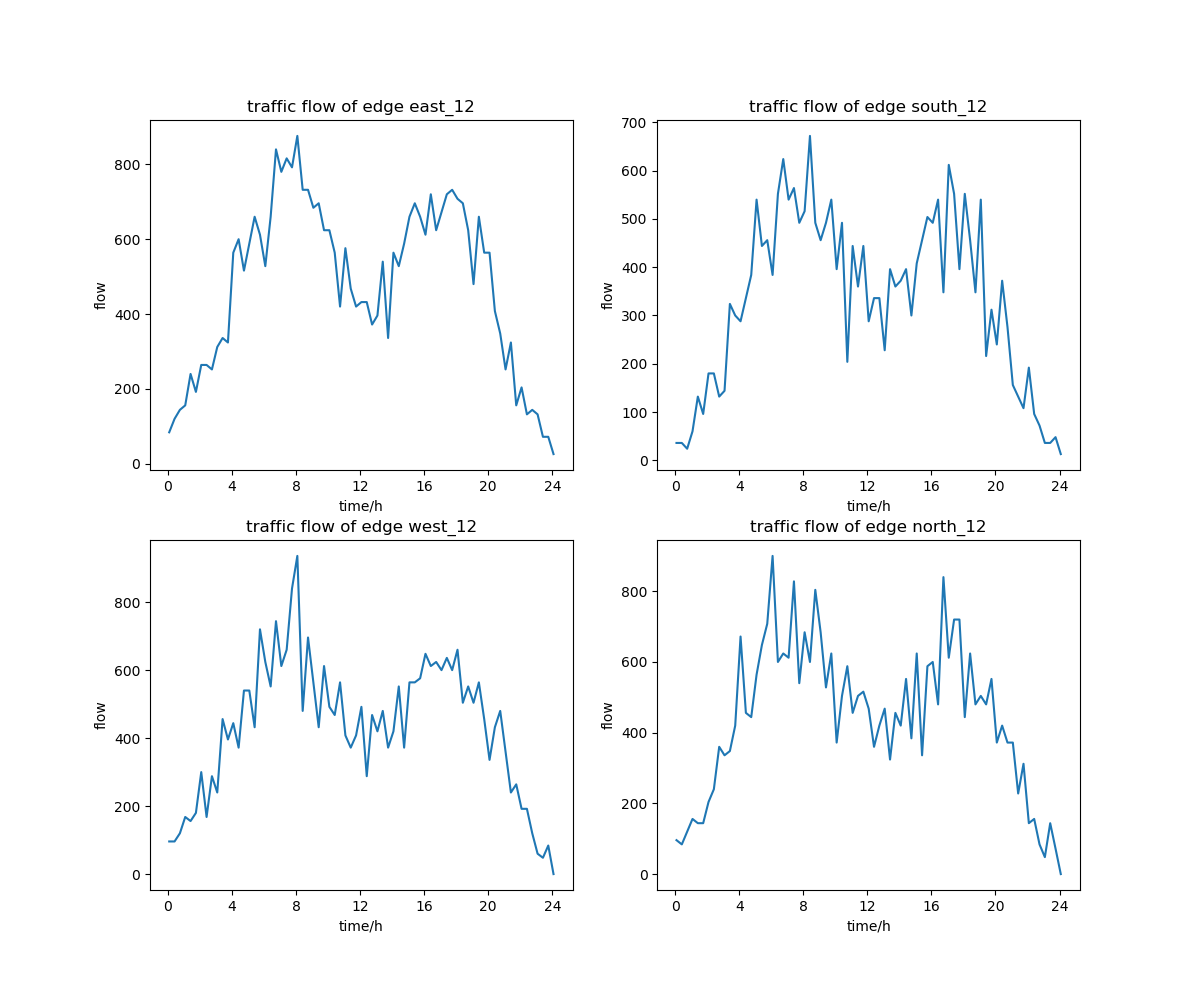 traffic flow of edge east_12
800
600
400
200
0
flow
0 4 8 12 16 20 24
time/h
traffic flow of edge south_12
700
600
500
400
300
200
100
0
flow
0 4 8 12 16 20 24
time/h
traffic flow of edge west_12
800
600
400
200
0
flow
0 4 8 12 16 20 24
time/h
traffic flow of edge north_12
800
600
400
200
0
flow
0 4 8 12 16 20 24
time/h